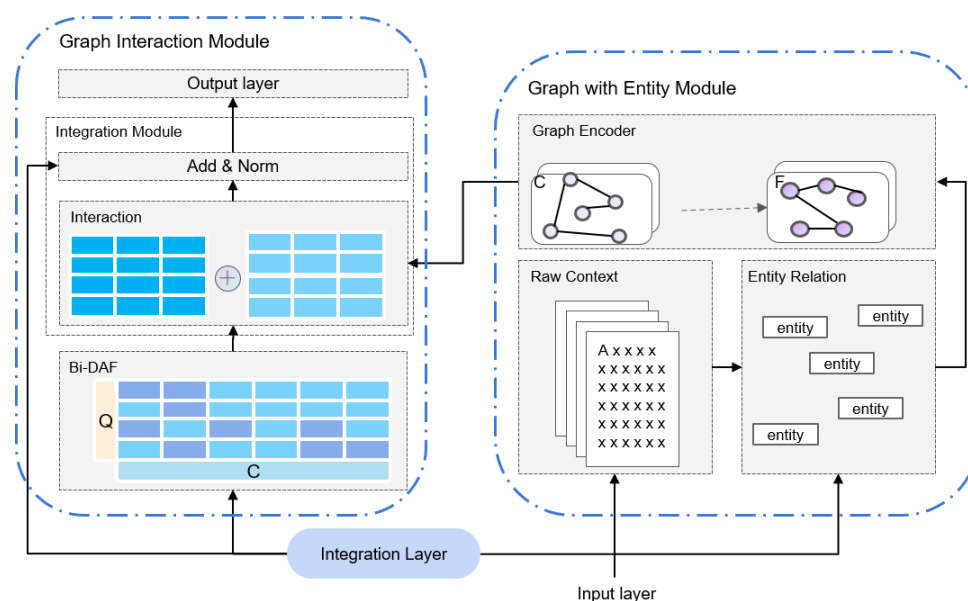 Graph Interaction Module
Output layer
Integration Module
Add & Norm
Interaction
Bi-DAF
Q
C
Graph with Entity Module
Graph Encoder
C
F
Raw Context
A x x x x
x x x x x x
x x x x x x
x x x x x x
x x x x x x
x x x x x x
Entity Relation
entity
entity
entity
entity
entity
Integration Layer
Input layer